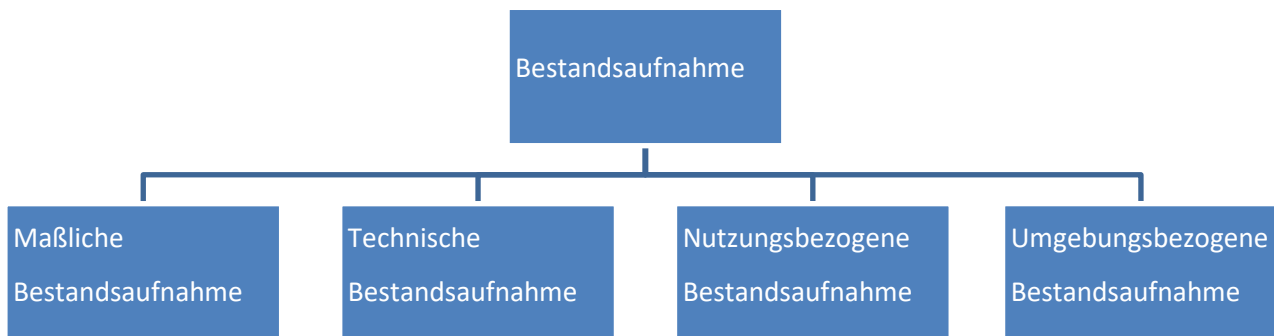 Bestandsaufnahme
Maßliche
Bestandsaufnahme
Technische
Bestandsaufnahme
Nutzungsbezogene
Bestandsaufnahme
Umgebungsbezogene
Bestandsaufnahme